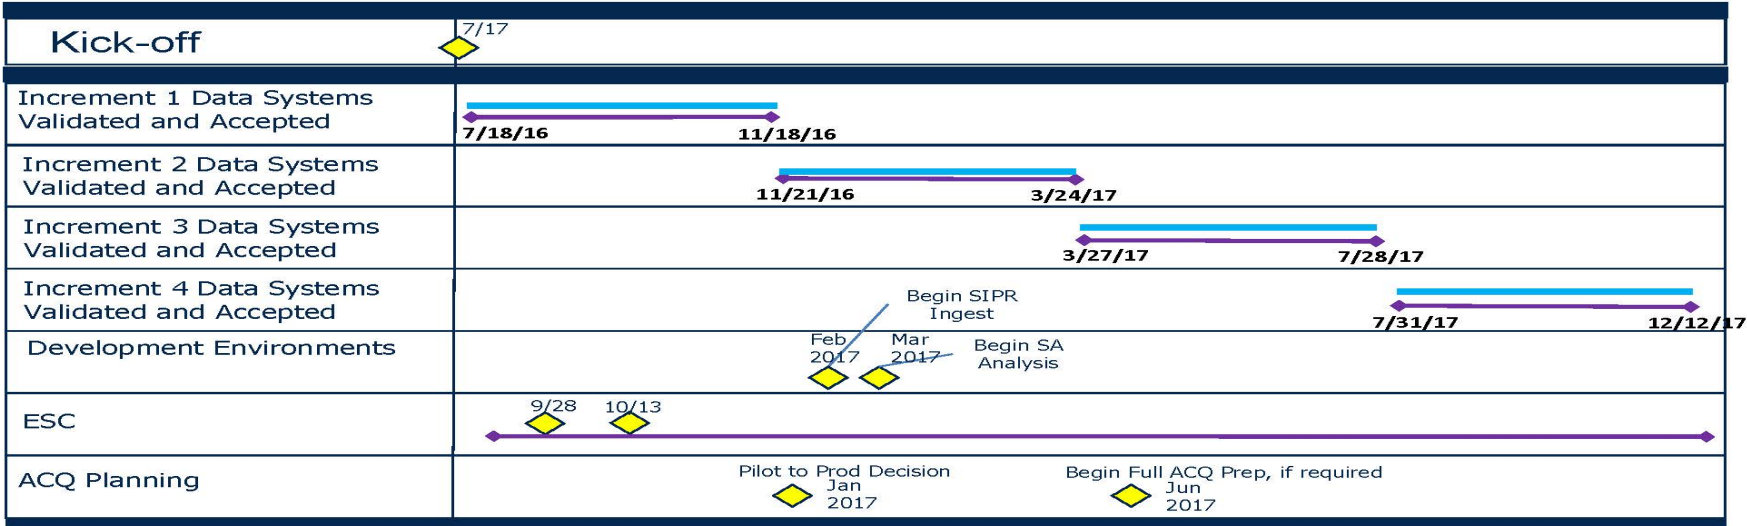 Kick-off
7/17
Increment 1 Data Systems
Validated and Accepted
7/18/16
11/18/16
Increment 2 Data Systems
Validated and Accepted
11/21/16
3/24/17
Increment 3 Data Systems
Validated and Accepted
3/27/17
7/28/17
Increment 4 Data Systems
Validated and Accepted
7/31/17
12/12/17
Begin SIPR
Ingest
Development Environments
Feb
2017
Mar
2017
Begin SA
Analysis
ESC
9/28
10/13
ACQ Planning
Pilot to Prod Decision
Jan
2017
Begin Full ACQ Prep, if required
Jun
2017